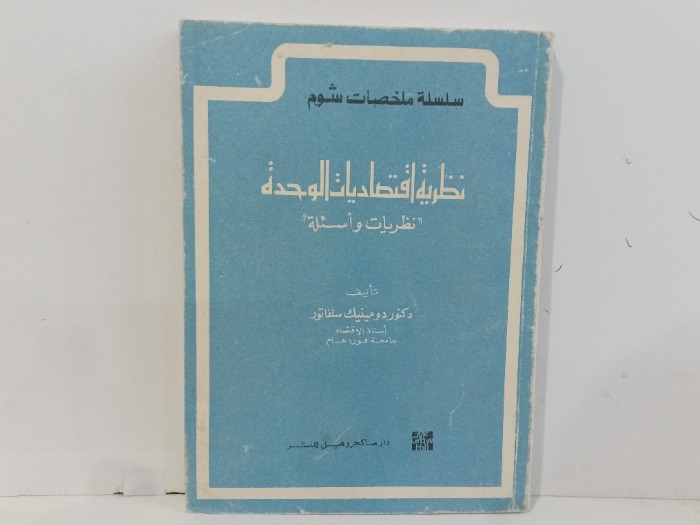 سلسلة ملخصات شوم
نظرية اقتصاديات الوحدة
"نظريات وأسئلة"
تأليف
دكتور دومينيك سلفاتور
أستاذ الاقتصاد
جامعة فوردهام
دار ماكجروهيل للنشر